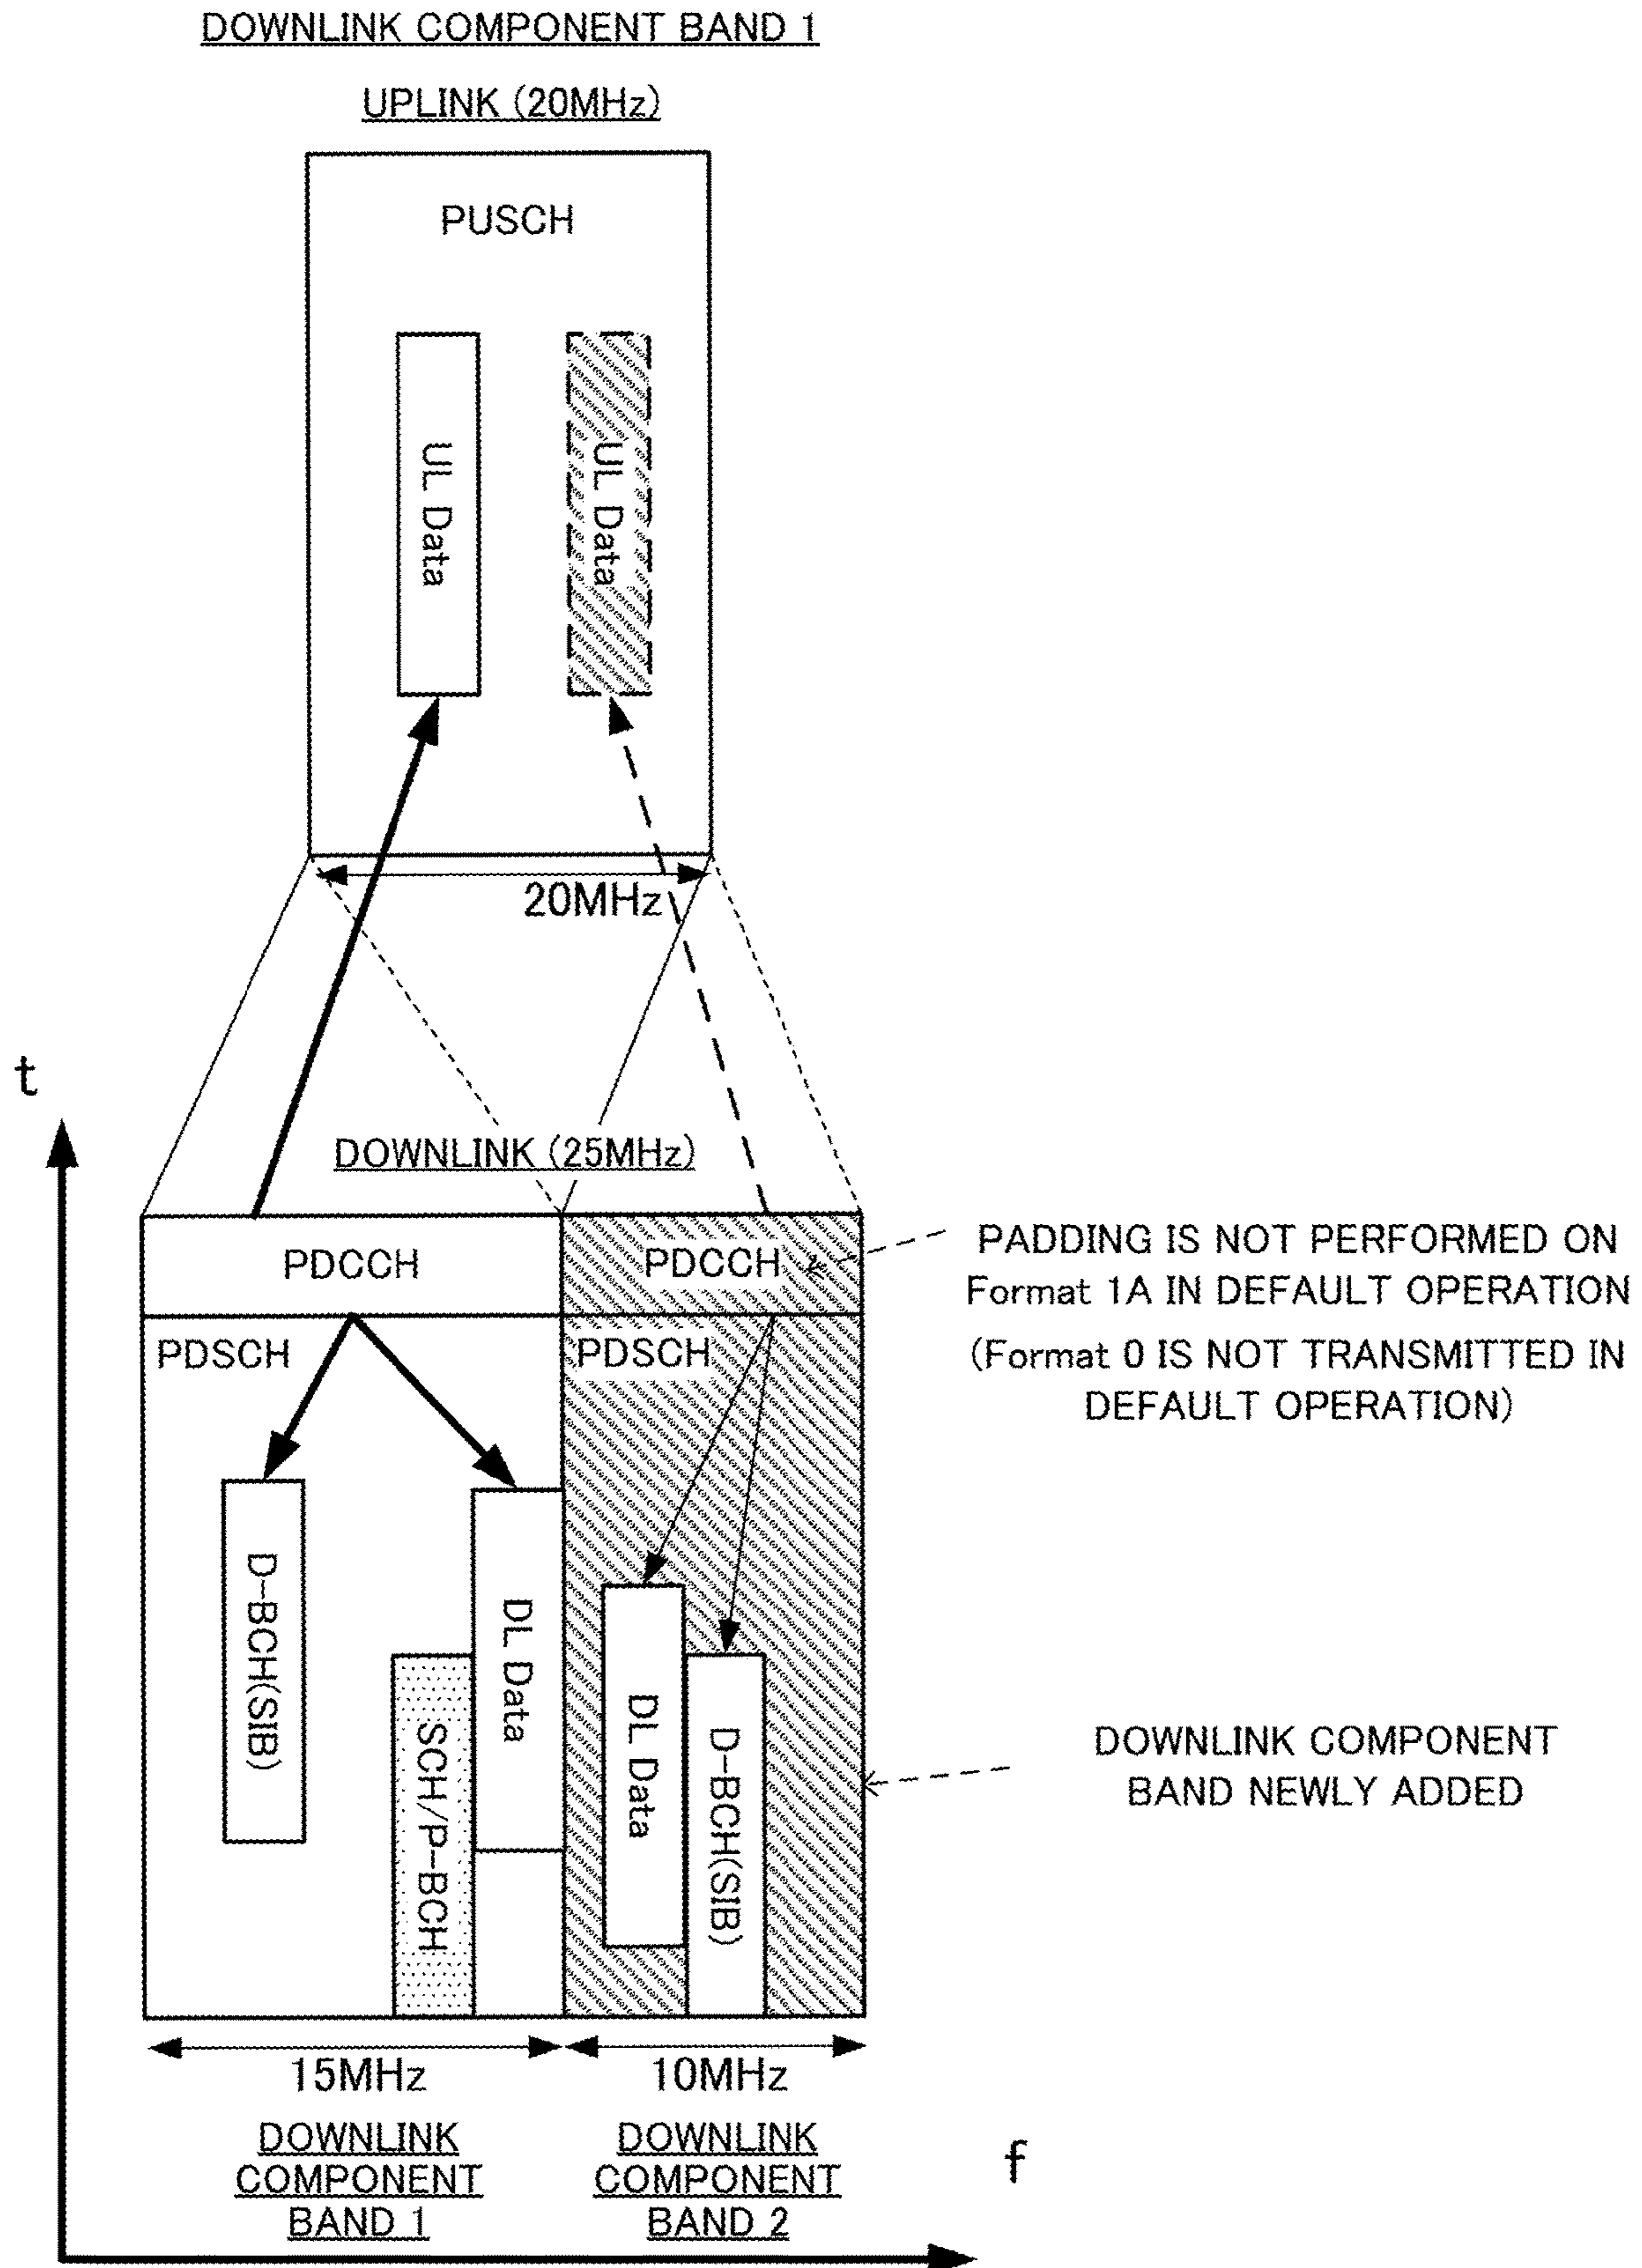 DOWNLINK COMPONENT BAND 1
UPLINK (20MHz)
PUSCH
UL Data
UL Data
20MHz
t
DOWNLINK (25MHz)
PDCCH
PDCCH
PADDING IS NOT PERFORMED ON
Format 1A IN DEFAULT OPERATION
(Format 0 IS NOT TRANSMITTED IN
DEFAULT OPERATION)
PDSCH
PDSCH
D-BCH(SIB)
SCH/P-BCH
DL Data
DL Data
D-BCH(SIB)
DOWNLINK COMPONENT
BAND NEWLY ADDED
15MHz
10MHz
DOWNLINK
COMPONENT
BAND 1
DOWNLINK
COMPONENT
BAND 2
f